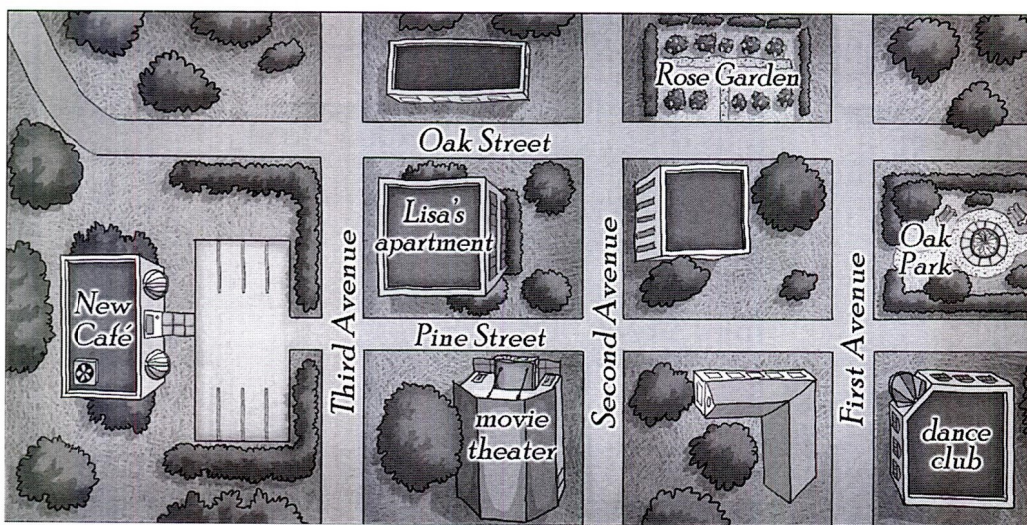 Rose Garden
Oak Street
Lisa's
apartment
Oak
Park
New
Café
Third Avenue
Pine Street
Second Avenue
First Avenue
movie
theater
dance
club